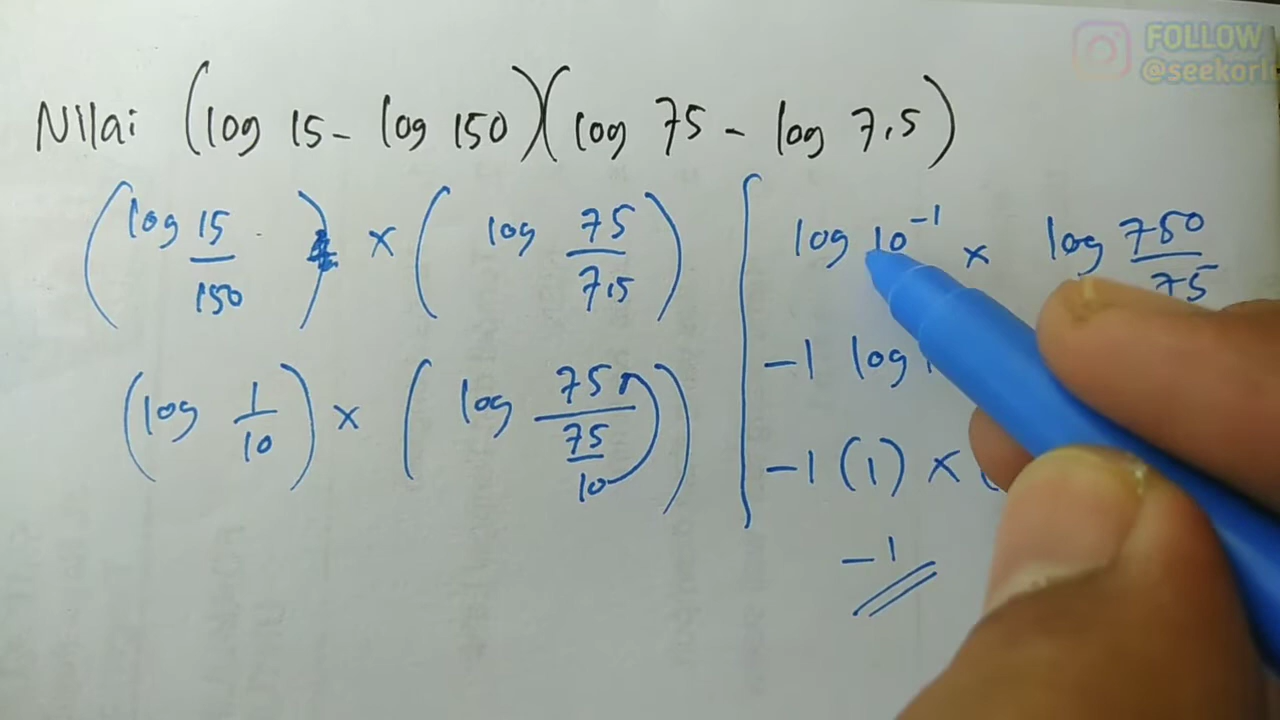 FOLLOW
@seekorl
Nilai (log 15 - log 150)(log 75 - log 7,5)
(log 15/150) × (log 75/7,5)
(log 1/10) × (log 75/(75/10))
log 10^-1 × log 750/75
-1 log
-1 (1) × (
-1